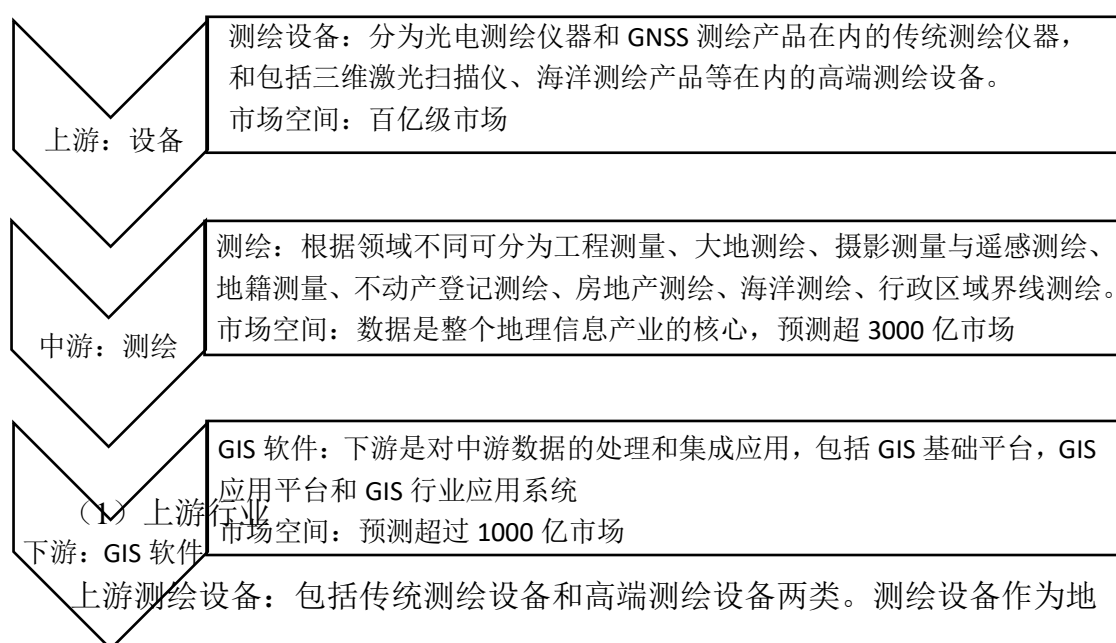 测绘设备：分为光电测绘仪器和 GNSS 测绘产品在内的传统测绘仪器，
和包括三维激光扫描仪、海洋测绘产品等在内的高端测绘设备。
市场空间：百亿级市场
上游：设备
测绘：根据领域不同可分为工程测量、大地测绘、摄影测量与遥感测绘、
地籍测量、不动产登记测绘、房地产测绘、海洋测绘、行政区域界线测绘。
市场空间：数据是整个地理信息产业的核心，预测超 3000 亿市场
中游：测绘
GIS 软件：下游是对中游数据的处理和集成应用，包括 GIS 基础平台，GIS
应用平台和 GIS 行业应用系统
市场空间：预测超过 1000 亿市场
下游：GIS 软件
（1）上游行业
上游测绘设备：包括传统测绘设备和高端测绘设备两类。测绘设备作为地